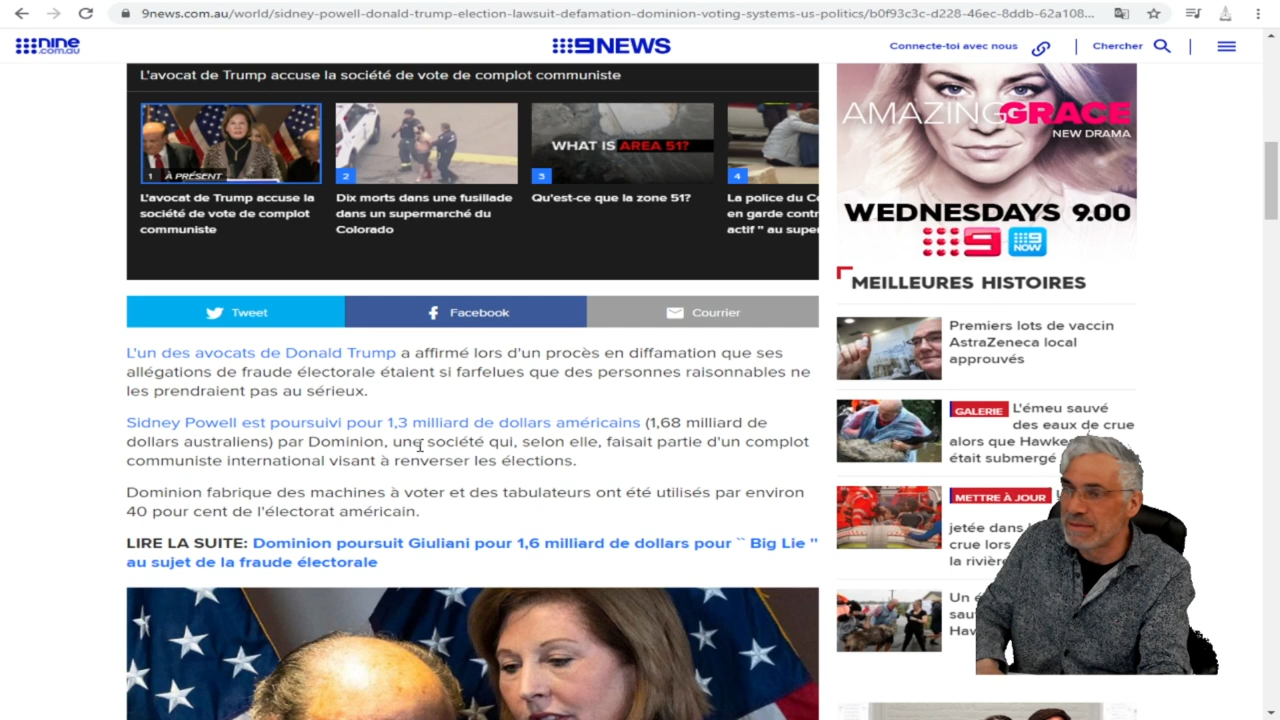 9news.com.au/world/sidney-powell-donald-trump-election-lawsuit-defamation-dominion-voting-systems-us-politics/b0f93c3c-d228-46ec-8ddb-62a108...
nine
.com.au
9NEWS
Connecte-toi avec nous
Chercher
L'avocat de Trump accuse la société de vote de complot communiste
1 À PRÉSENT
L'avocat de Trump accuse la
société de vote de complot
communiste
2
Dix morts dans une fusillade
dans un supermarché du
Colorado
WHAT IS AREA 51?
3
Qu'est-ce que la zone 51?
4
La police du Co
en garde contr
actif " au super
Tweet
Facebook
Courrier
L'un des avocats de Donald Trump a affirmé lors d'un procès en diffamation que ses
allégations de fraude électorale étaient si farfelues que des personnes raisonnables ne
les prendraient pas au sérieux.
Sidney Powell est poursuivi pour 1,3 milliard de dollars américains (1,68 milliard de
dollars australiens) par Dominion, une société qui, selon elle, faisait partie d'un complot
communiste international visant à renverser les élections.
Dominion fabrique des machines à voter et des tabulateurs ont été utilisés par environ
40 pour cent de l'électorat américain.
LIRE LA SUITE: Dominion poursuit Giuliani pour 1,6 milliard de dollars pour `` Big Lie ''
au sujet de la fraude électorale
AMAZING GRACE
NEW DRAMA
WEDNESDAYS 9.00
9
9
NOW
MEILLEURES HISTOIRES
Premiers lots de vaccin
AstraZeneca local
approuvés
GALERIE L'émeu sauvé
des eaux de crue
alors que Hawke
était submergé
METTRE À JOUR
jetée dans l
crue lors
la rivière
Un é
sau
Haw